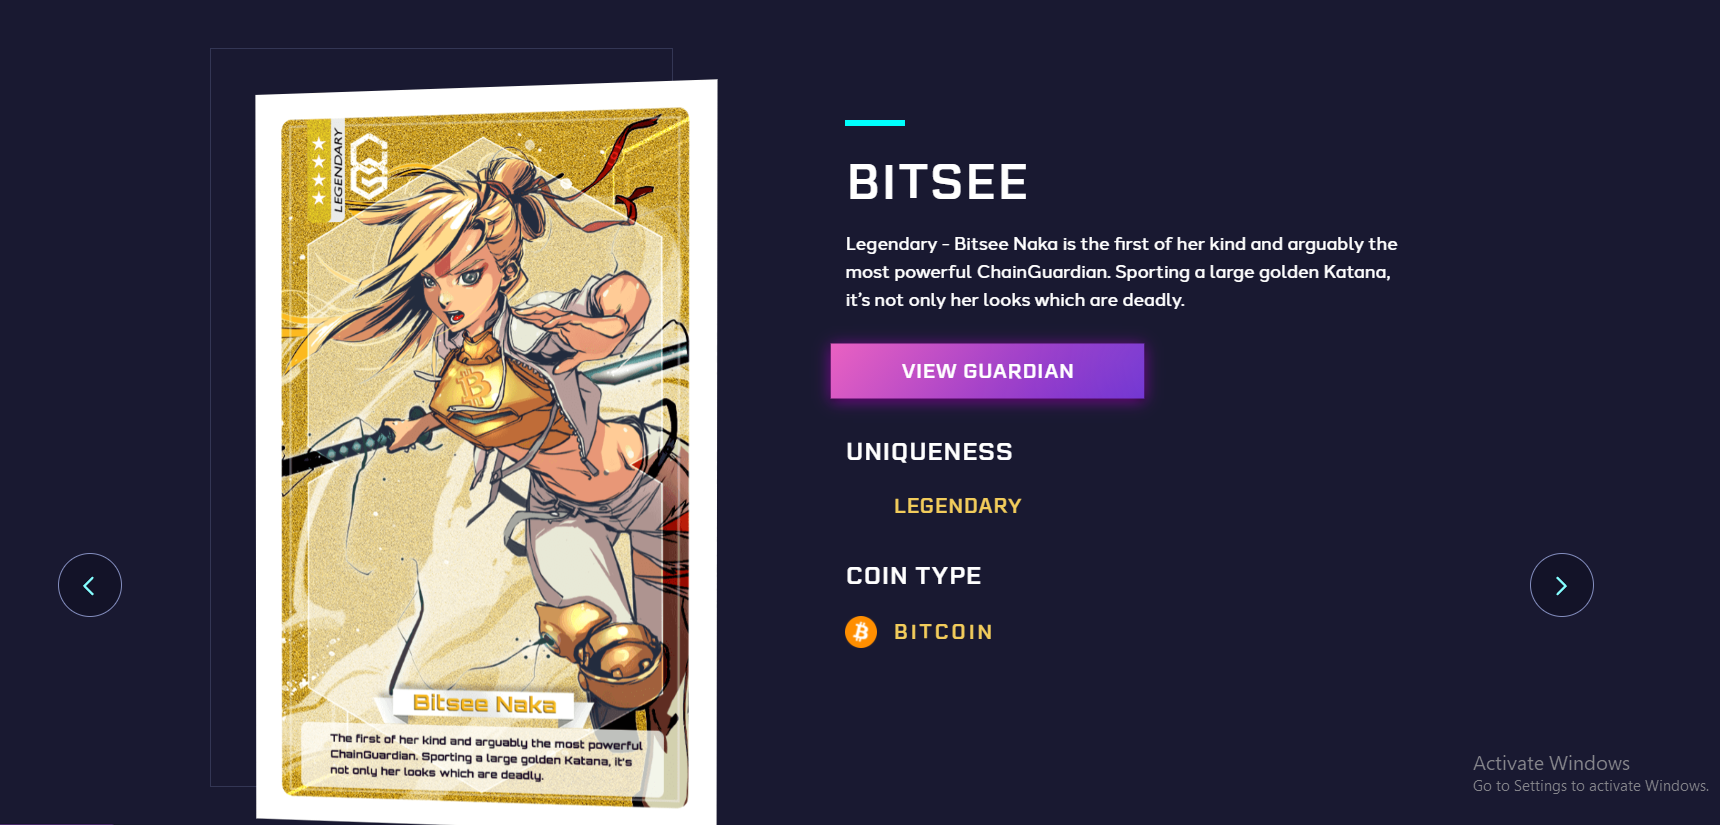 LEGENDARY
Bitsee Naka
The first of her kind and arguably the most powerful
ChainGuardian. Sporting a large golden Katana, it's
not only her looks which are deadly.
BITSEE
Legendary - Bitsee Naka is the first of her kind and arguably the
most powerful ChainGuardian. Sporting a large golden Katana,
it's not only her looks which are deadly.
VIEW GUARDIAN
UNIQUENESS
LEGENDARY
COIN TYPE
BITCOIN
Activate Windows
Go to Settings to activate Windows.